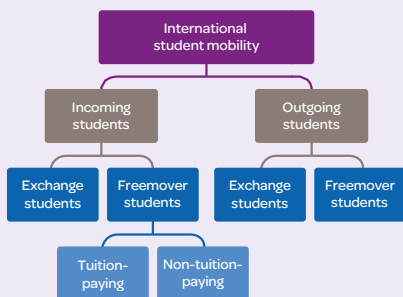 International
student mobility
Incoming
students
Outgoing
students
Exchange
students
Freemover
students
Exchange
students
Freemover
students
Tuition-
paying
Non-tuition-
paying